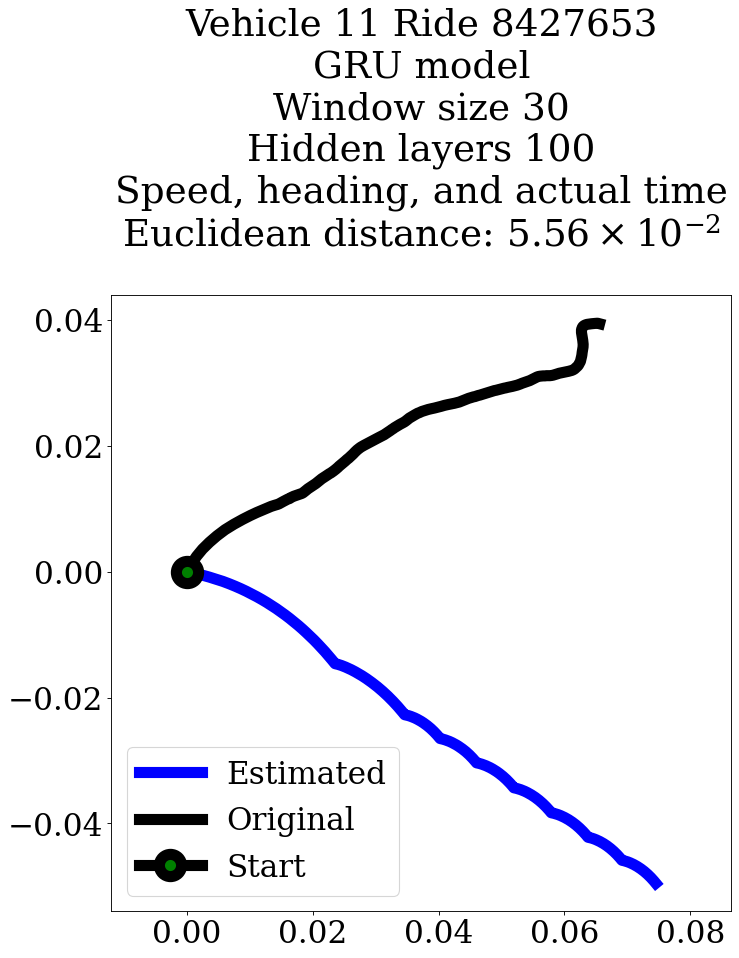 Vehicle 11 Ride 8427653
GRU model
Window size 30
Hidden layers 100
Speed, heading, and actual time
Euclidean distance: 5.56 × 10⁻²
0.04
0.02
0.00
−0.02
−0.04
Estimated
Original
Start
0.00 0.02 0.04 0.06 0.08